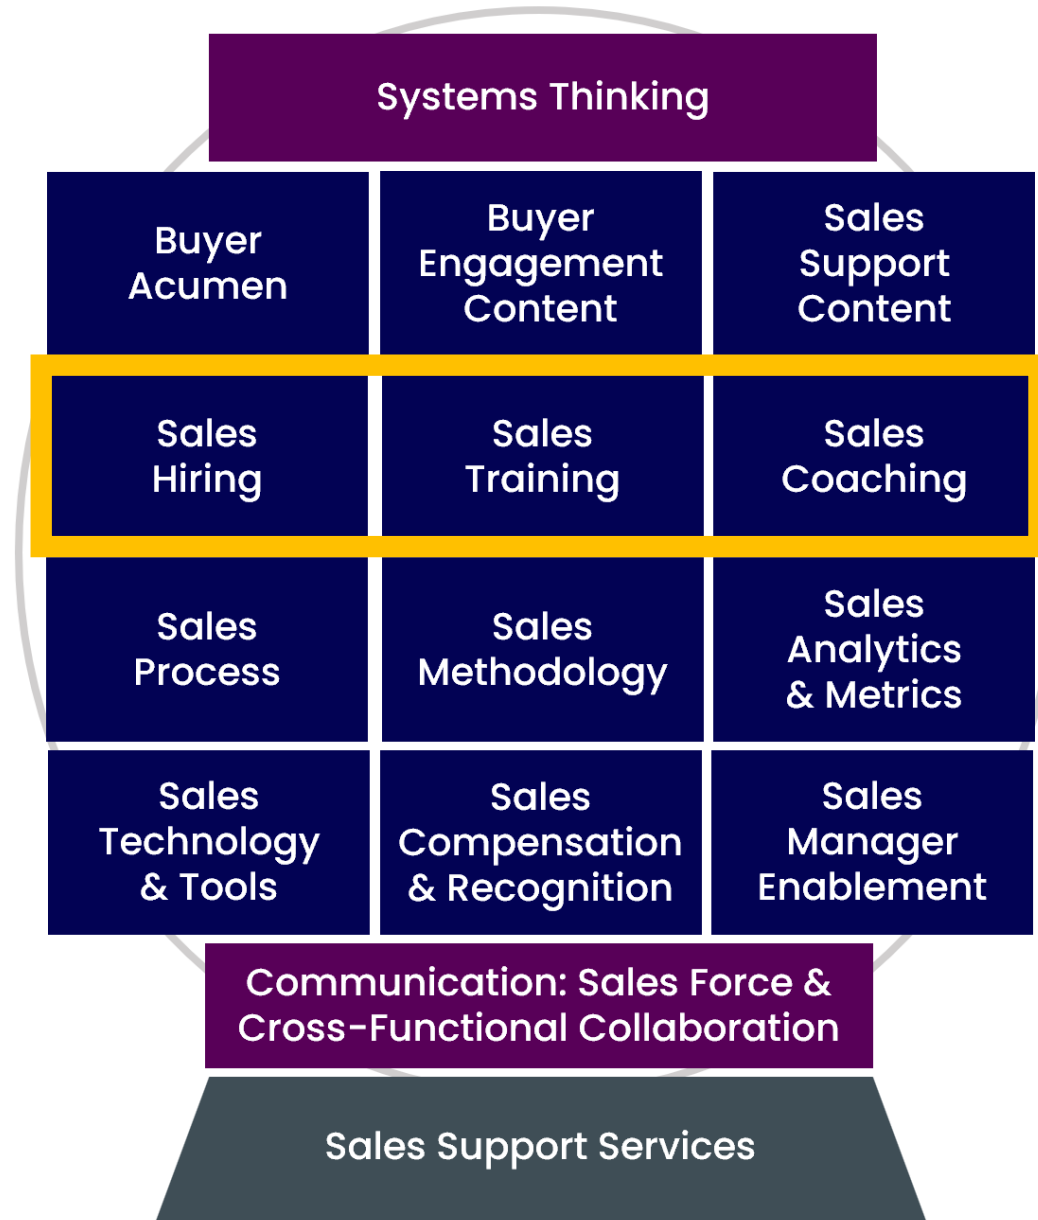 Systems Thinking
Buyer
Acumen
Buyer
Engagement
Content
Sales
Support
Content
Sales
Hiring
Sales
Training
Sales
Coaching
Sales
Process
Sales
Methodology
Sales
Analytics
& Metrics
Sales
Technology
& Tools
Sales
Compensation
& Recognition
Sales
Manager
Enablement
Communication: Sales Force &
Cross-Functional Collaboration
Sales Support Services